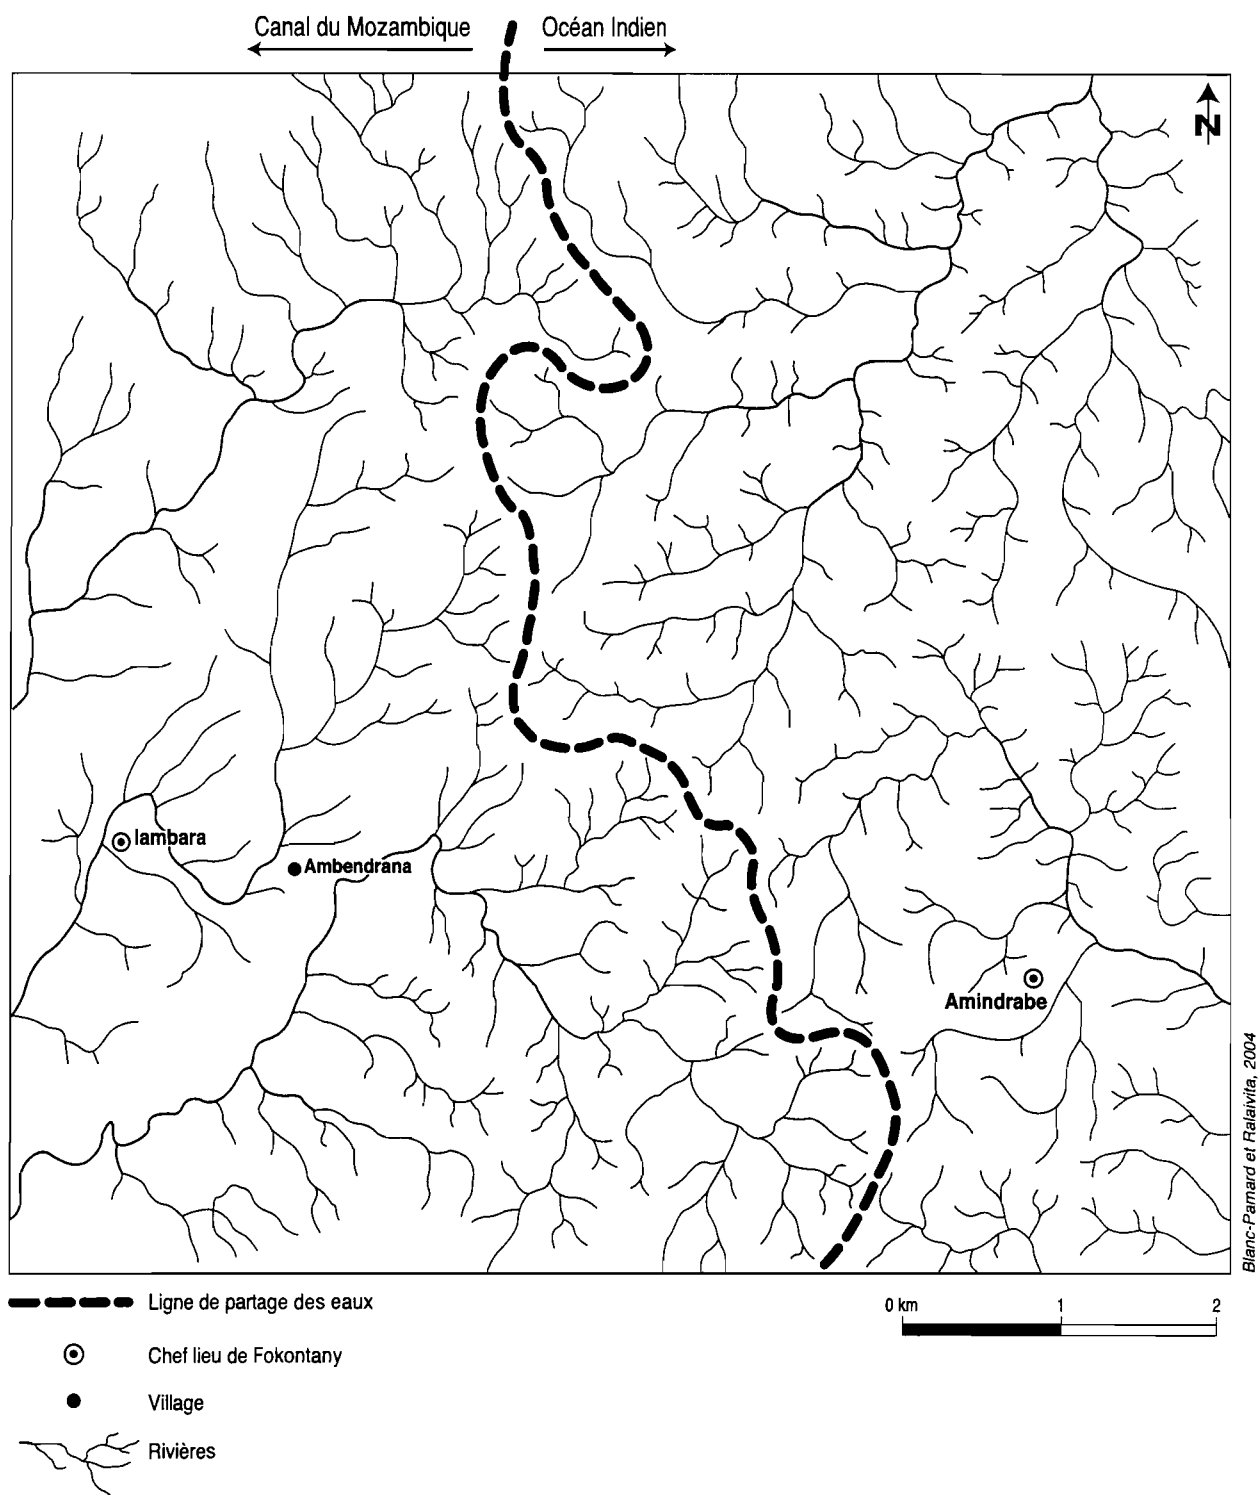 Canal du Mozambique
Océan Indien
N
Iambara
Ambendrana
Amindrabe
Blanc-Pamard et Ralaivita, 2004
Ligne de partage des eaux
0 km 1 2
Chef lieu de Fokontany
Village
Rivières